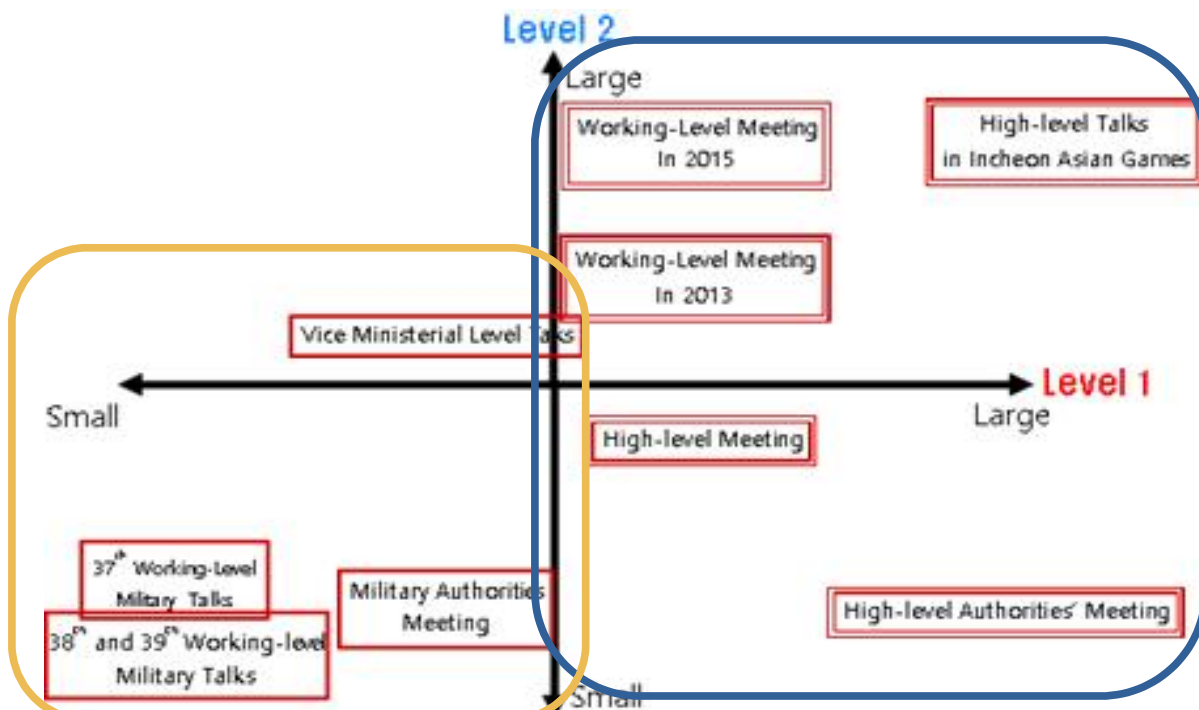 Level 2
Large
Working-Level Meeting
In 2015
High-level Talks
in Incheon Asian Games
Working-Level Meeting
In 2013
Vice Ministerial Level Talks
Level 1
Small
Large
High-level Meeting
37th Working-Level
Military Talks
Military Authorities
Meeting
High-level Authorities' Meeting
38th and 39th Working-level
Military Talks
Small